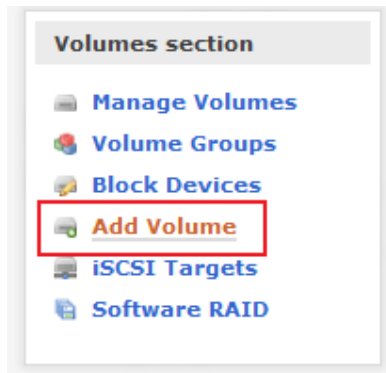 Volumes section
Manage Volumes
Volume Groups
Block Devices
Add Volume
iSCSI Targets
Software RAID